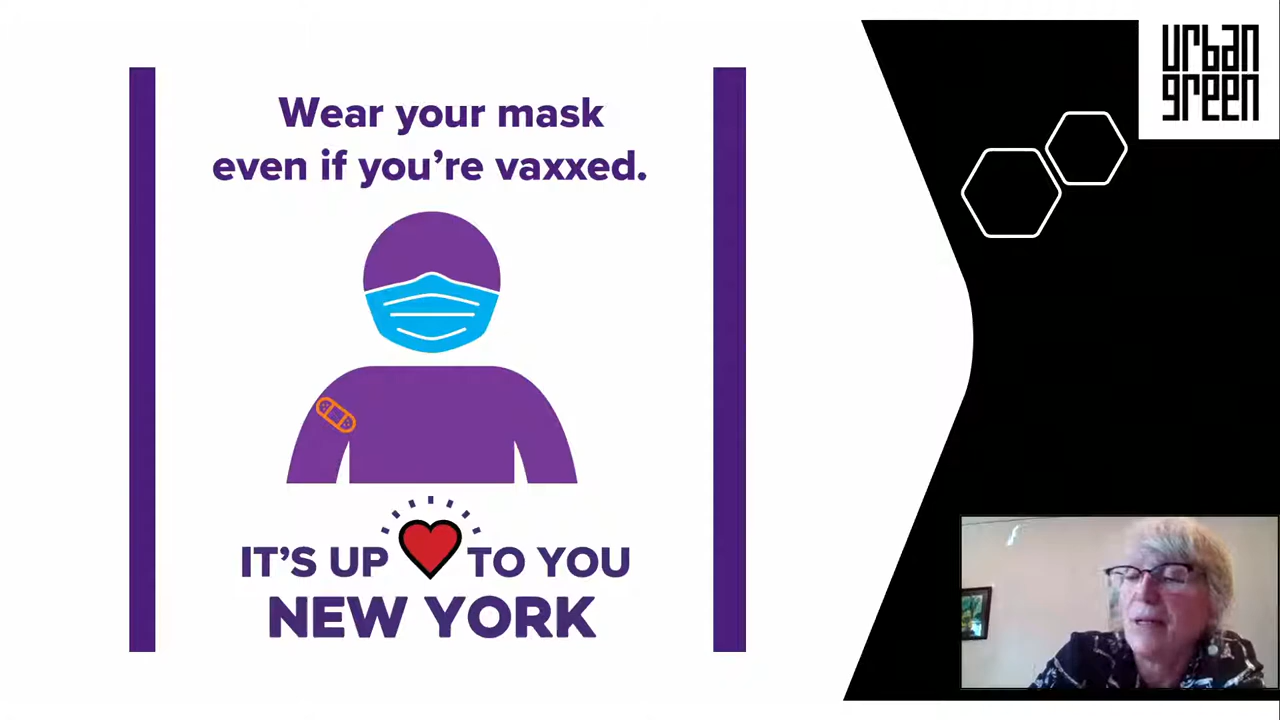 Wear your mask
even if you're vaxxed.
IT'S UP TO YOU
NEW YORK
urban
green